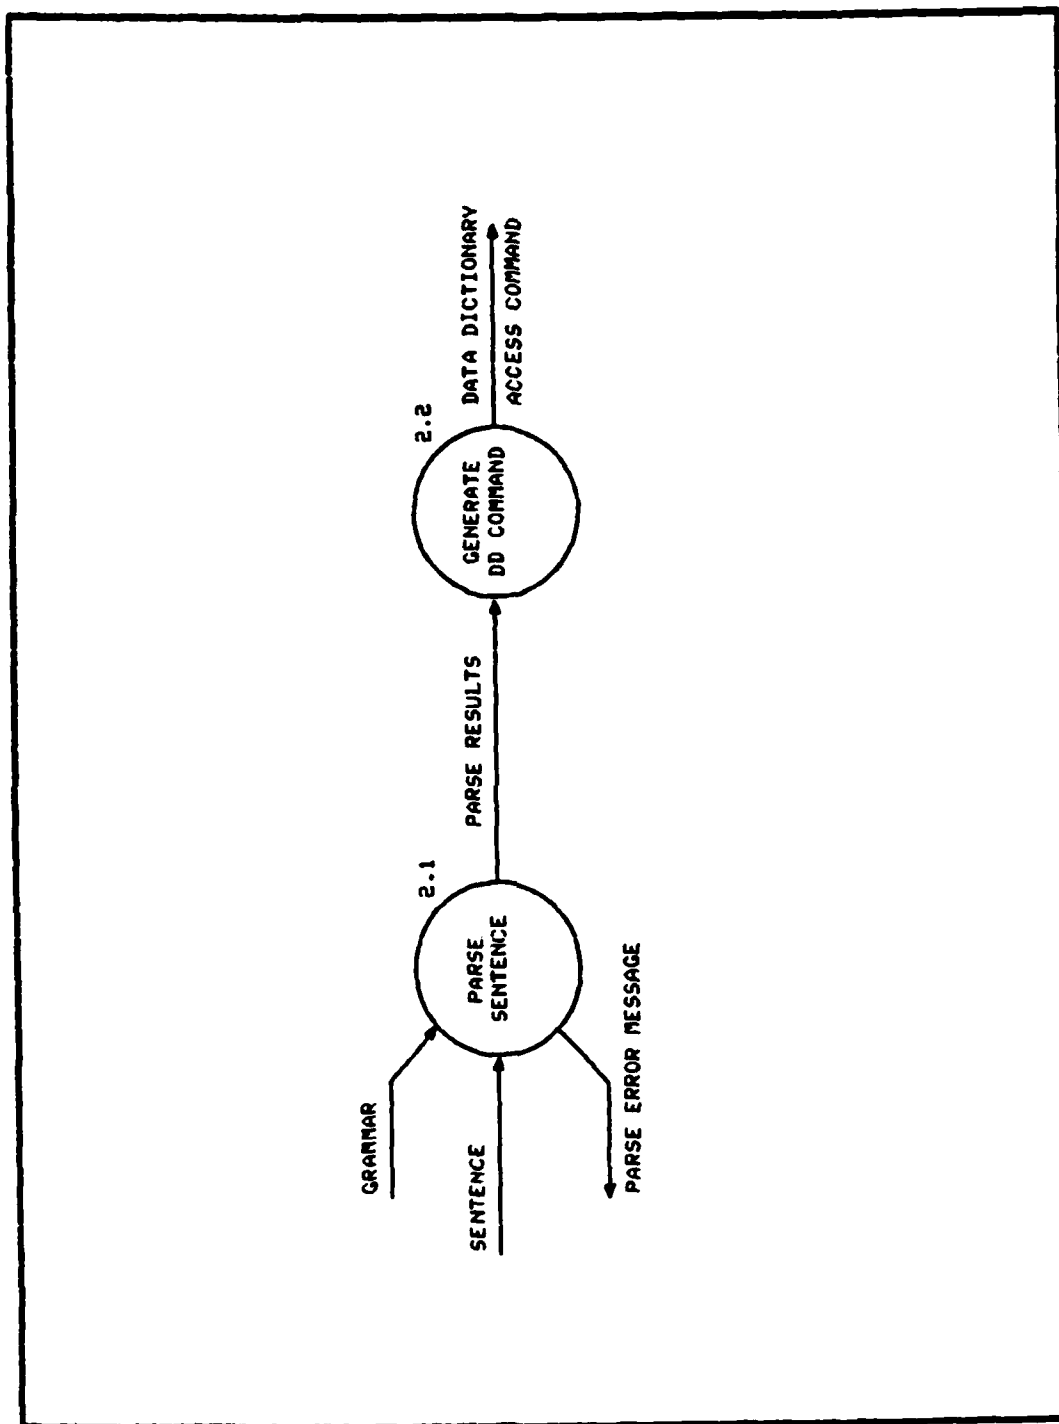 GRAMMAR
SENTENCE
PARSE ERROR MESSAGE
2.1
PARSE
SENTENCE
PARSE RESULTS
2.2
GENERATE
DD COMMAND
DATA DICTIONARY
ACCESS COMMAND